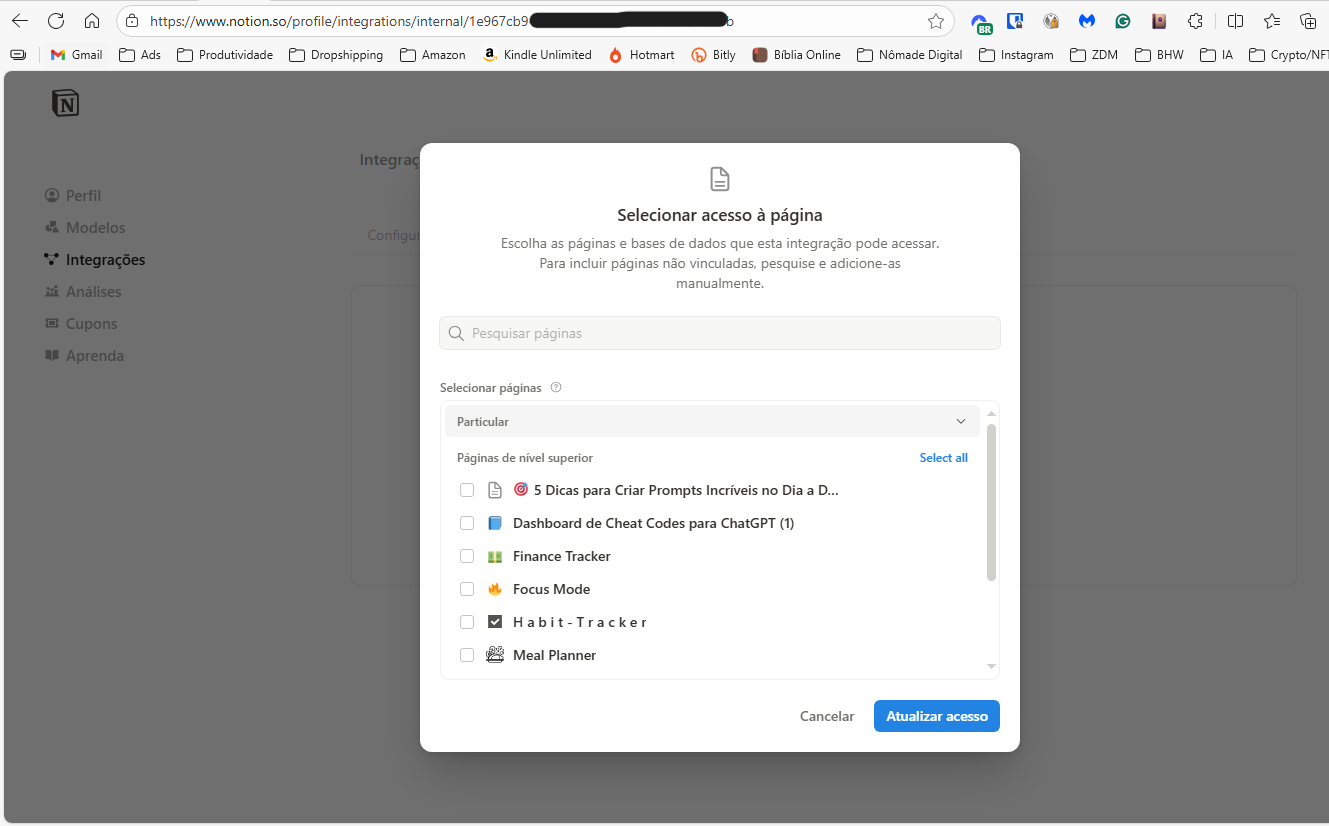 https://www.notion.so/profile/integrations/internal/1e967cb9
b
BR
Gmail
Ads
Produtividade
Dropshipping
Amazon
Kindle Unlimited
Hotmart
Bitly
Bíblia Online
Nômade Digital
Instagram
ZDM
BHW
IA
Crypto/NFT
Perfil
Modelos
Integrações
Análises
Cupons
Aprenda
Integraç
Configur
Selecionar acesso à página
Escolha as páginas e bases de dados que esta integração pode acessar.
Para incluir páginas não vinculadas, pesquise e adicione-as
manualmente.
Pesquisar páginas
Selecionar páginas
Particular
Páginas de nível superior
Select all
5 Dicas para Criar Prompts Incríveis no Dia a D...
Dashboard de Cheat Codes para ChatGPT (1)
Finance Tracker
Focus Mode
H a b i t - T r a c k e r
Meal Planner
Cancelar
Atualizar acesso